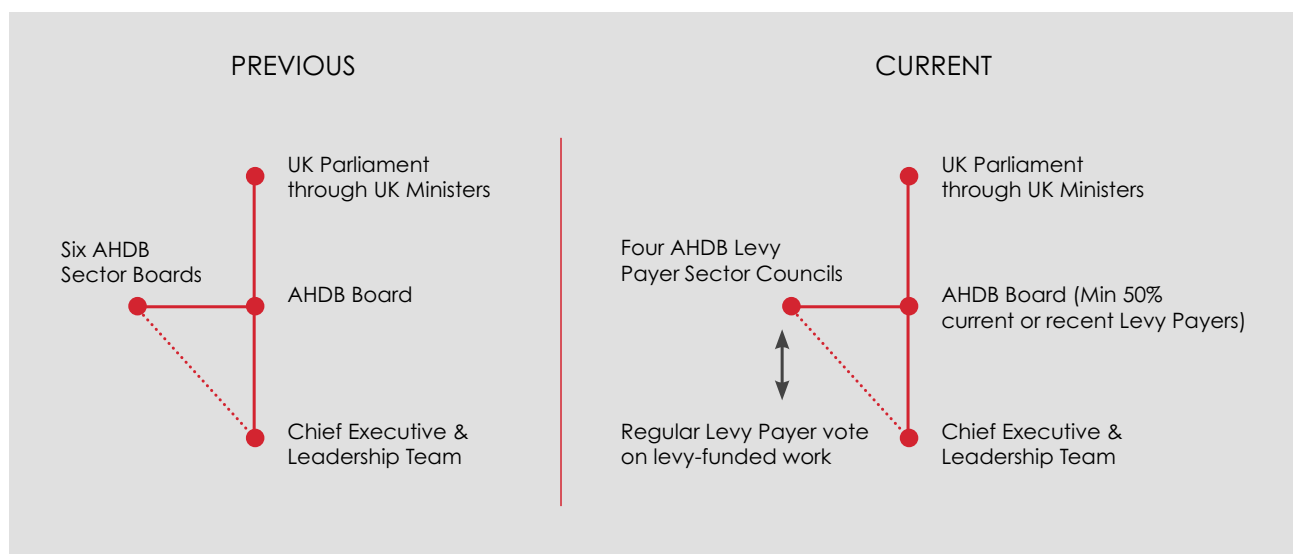 PREVIOUS
UK Parliament
through UK Ministers
Six AHDB
Sector Boards
AHDB Board
Chief Executive &
Leadership Team
CURRENT
UK Parliament
through UK Ministers
Four AHDB Levy
Payer Sector Councils
AHDB Board (Min 50%
current or recent Levy Payers)
Regular Levy Payer vote
on levy-funded work
Chief Executive &
Leadership Team